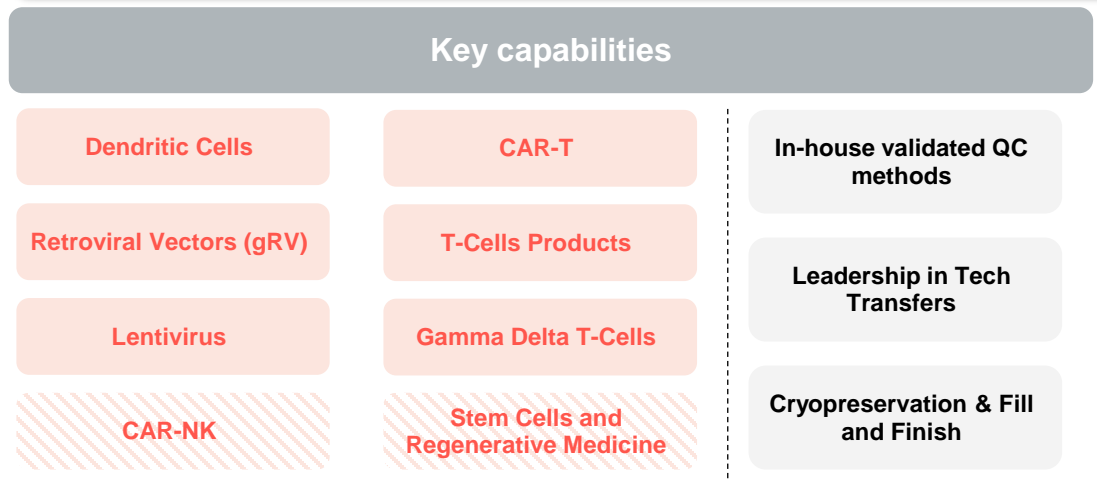 Key capabilities
Dendritic Cells
CAR-T
In-house validated QC
methods
Retroviral Vectors (gRV)
T-Cells Products
Leadership in Tech
Transfers
Lentivirus
Gamma Delta T-Cells
CAR-NK
Stem Cells and
Regenerative Medicine
Cryopreservation & Fill
and Finish